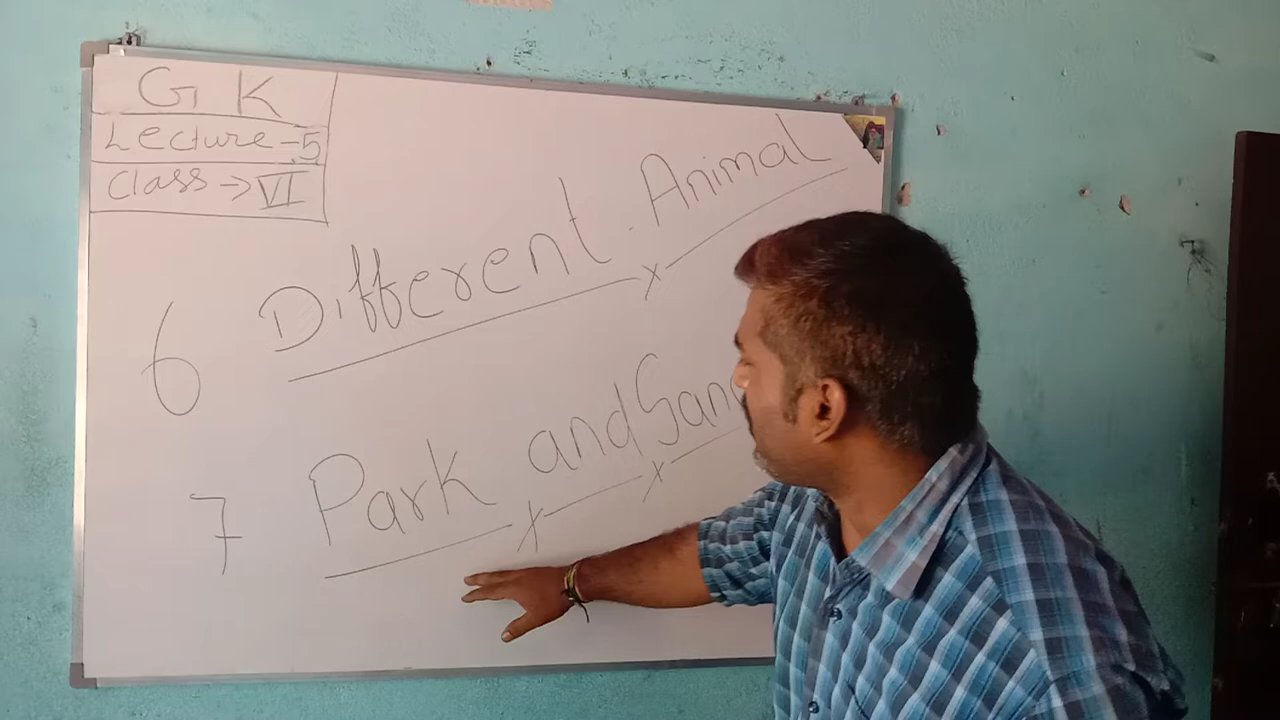 G K
Lecture - 5
Class → VI
6 Different Animal
7 Park and